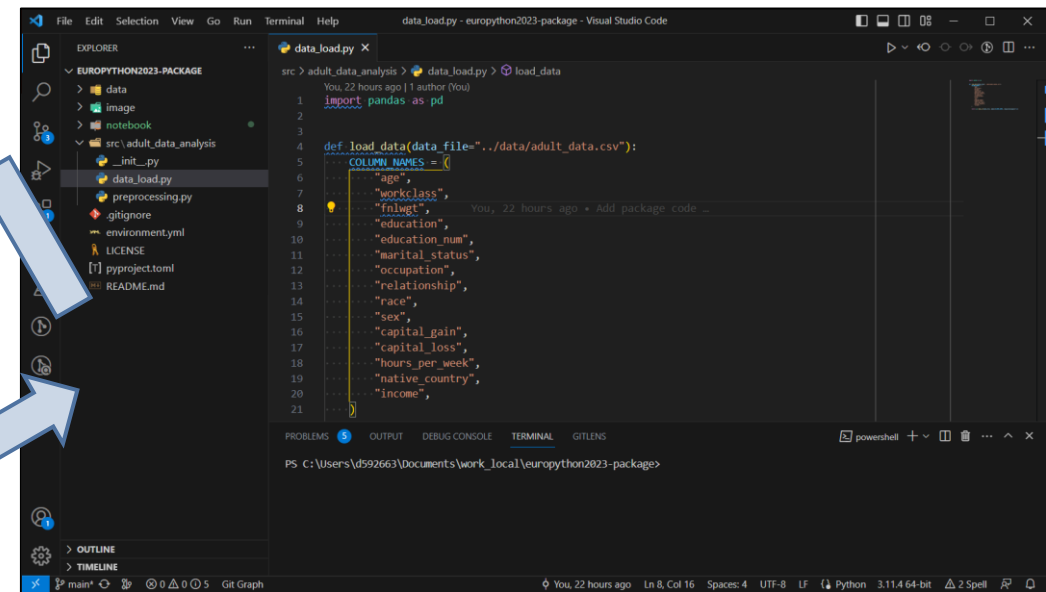 File Edit Selection View Go Run Terminal Help data_load.py - europython2023-package - Visual Studio Code
EXPLORER
EUROPYTHON2023-PACKAGE
data
image
notebook
src\adult_data_analysis
__init__.py
data_load.py
preprocessing.py
.gitignore
environment.yml
LICENSE
pyproject.toml
README.md
OUTLINE
TIMELINE
3
1
1
data_load.py
src > adult_data_analysis > data_load.py > load_data
You, 22 hours ago | 1 author (You)
1 import pandas as pd
2
3
4 def load_data(data_file="../data/adult_data.csv"):
5 COLUMN_NAMES = (
6 "age",
7 "workclass",
8 "fnlwgt", You, 22 hours ago • Add package code …
9 "education",
10 "education_num",
11 "marital_status",
12 "occupation",
13 "relationship",
14 "race",
15 "sex",
16 "capital_gain",
17 "capital_loss",
18 "hours_per_week",
19 "native_country",
20 "income",
21 )
PROBLEMS 5 OUTPUT DEBUG CONSOLE TERMINAL GITLENS powershell
PS C:\Users\d592663\Documents\work_local\europython2023-package>
main* 0 0 5 Git Graph You, 22 hours ago Ln 8, Col 16 Spaces: 4 UTF-8 LF Python 3.11.4 64-bit 2 Spell